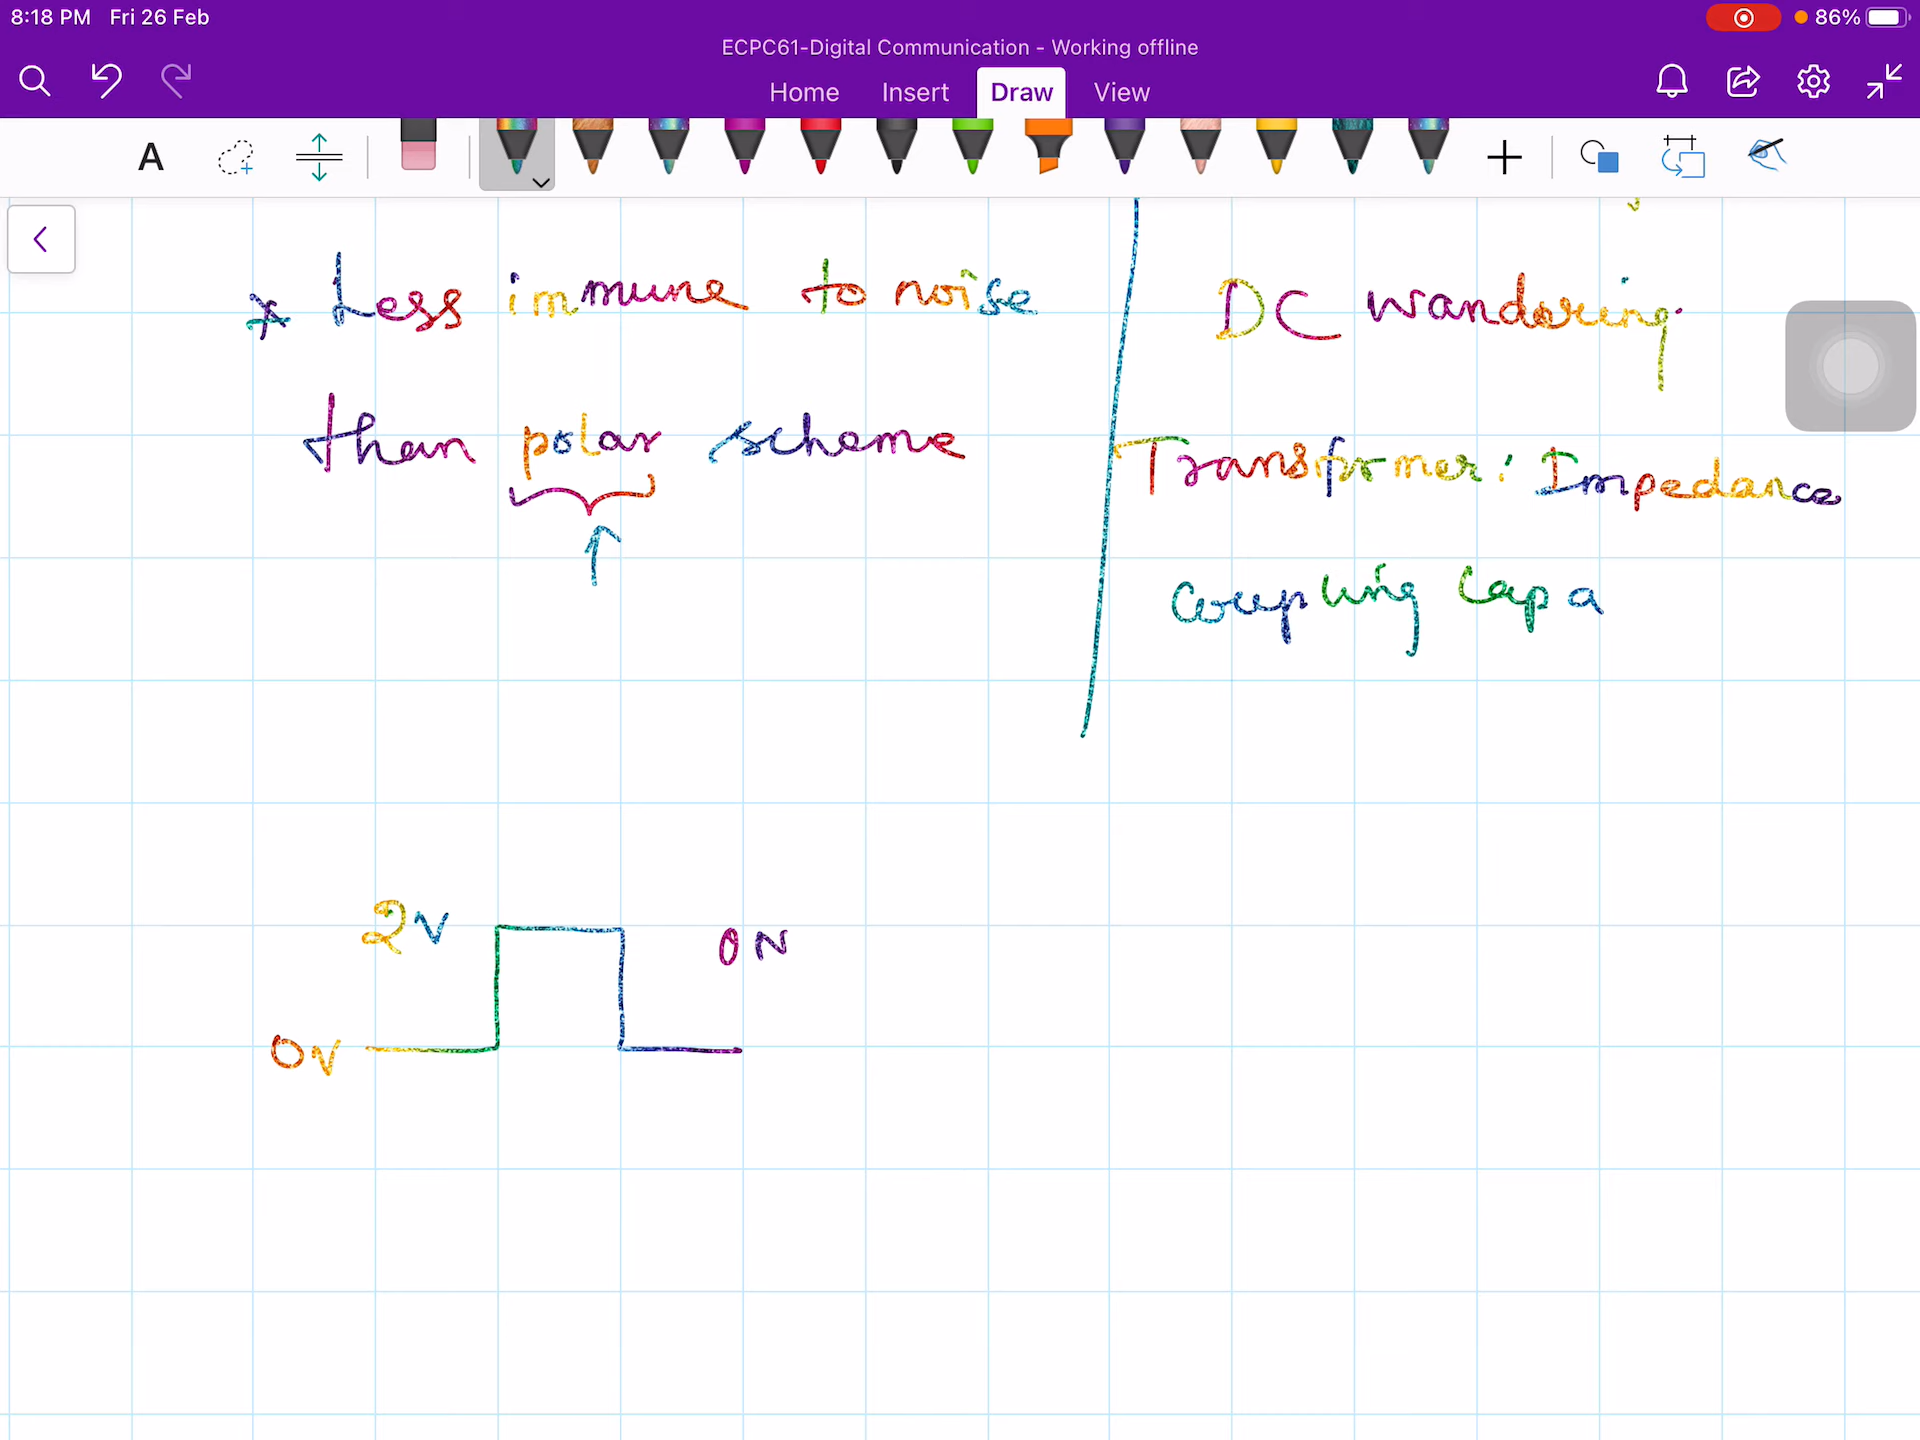 8:18 PM Fri 26 Feb
86%
ECPC61-Digital Communication - Working offline
Home Insert Draw View
A
* Less immune to noise
than polar scheme
DC wandering.
Transformer: Impedance
Coupling Capa
2V
ON
0V